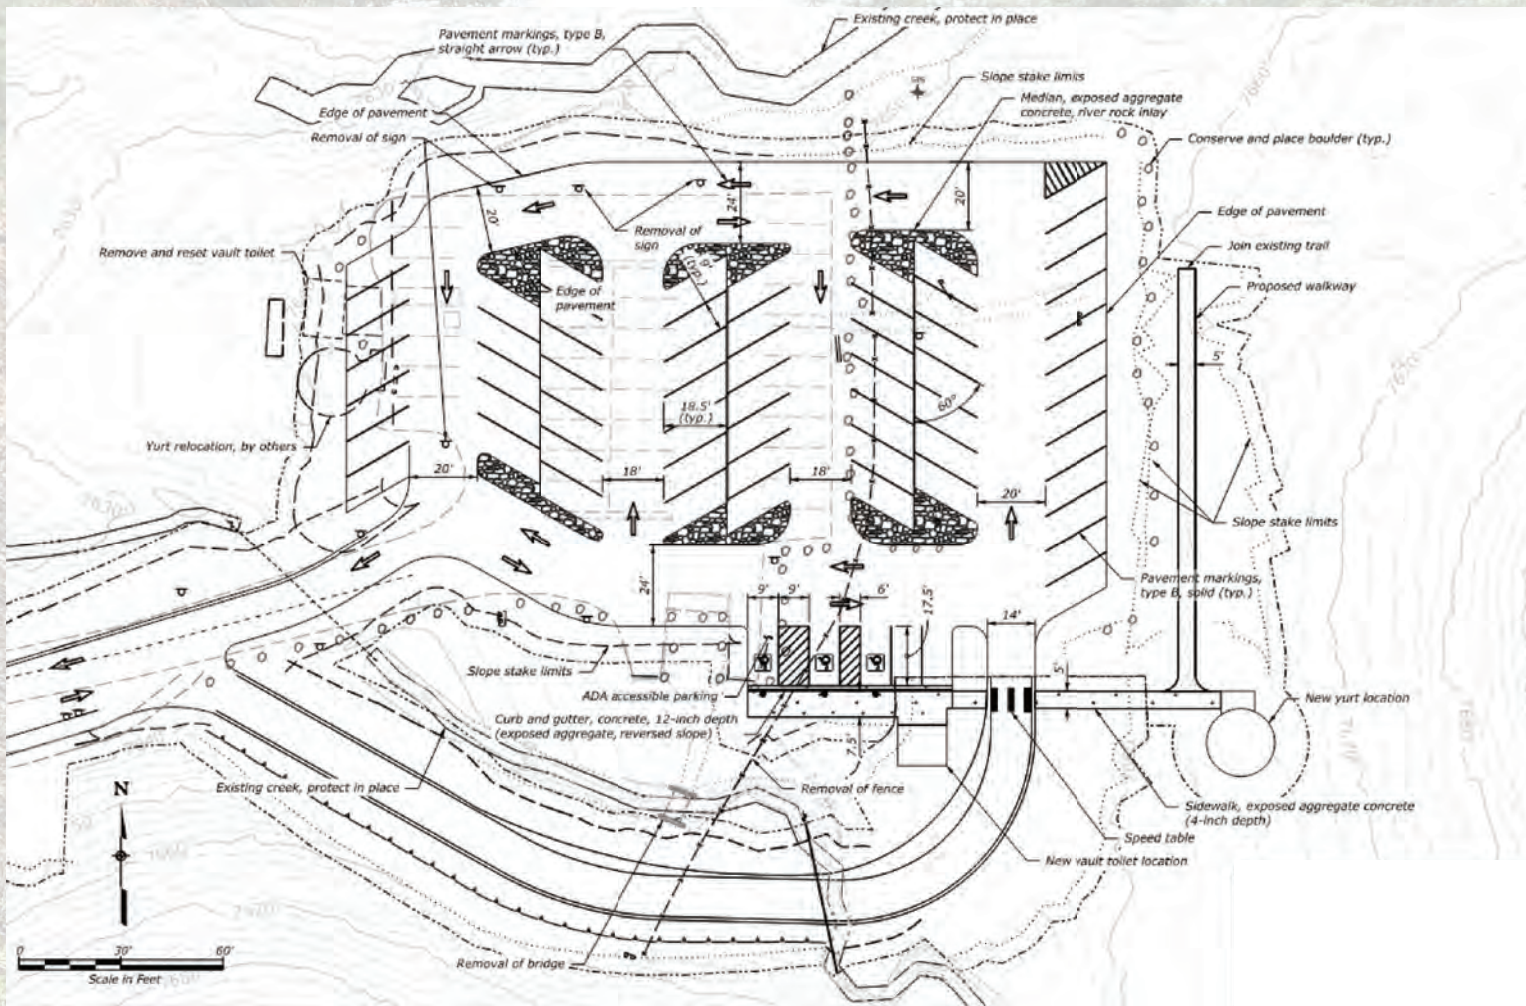 Existing creek, protect in place
Pavement markings, type B,
straight arrow (typ.)
Slope stake limits
Median, exposed aggregate
concrete, river rock inlay
Edge of pavement
Removal of sign
Conserve and place boulder (typ.)
7660'
24'
20'
20'
Edge of pavement
Removal of
sign
Join existing trail
Remove and reset vault toilet
9'
(typ.)
Proposed walkway
Edge of
pavement
5'
18.5'
(typ.)
60°
Yurt relocation, by others
20'
18'
18'
20'
Slope stake limits
24'
9'
9'
6'
17.5'
14'
Pavement markings,
type B, solid (typ.)
Slope stake limits
ADA accessible parking
5'
New yurt location
Curb and gutter, concrete, 12-inch depth
(exposed aggregate, reversed slope)
7.5'
Existing creek, protect in place
Removal of fence
Sidewalk, exposed aggregate concrete
(4-inch depth)
N
Speed table
New vault toilet location
Removal of bridge
0 30' 60'
Scale in Feet